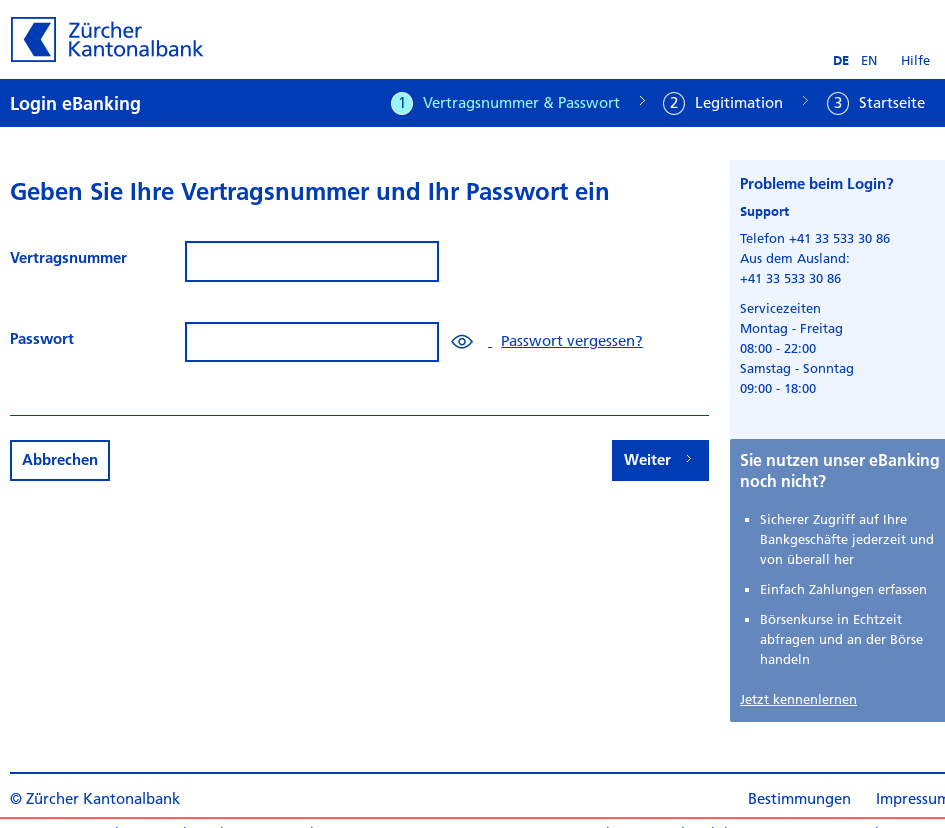 Zürcher
Kantonalbank
DE EN Hilfe
Login eBanking
1 Vertragsnummer & Passwort
2 Legitimation
3 Startseite
Geben Sie Ihre Vertragsnummer und Ihr Passwort ein
Vertragsnummer
Passwort
Passwort vergessen?
Abbrechen
Weiter
Probleme beim Login?
Support
Telefon +41 33 533 30 86
Aus dem Ausland:
+41 33 533 30 86
Servicezeiten
Montag - Freitag
08:00 - 22:00
Samstag - Sonntag
09:00 - 18:00
Sie nutzen unser eBanking
noch nicht?
Sicherer Zugriff auf Ihre
Bankgeschäfte jederzeit und
von überall her
Einfach Zahlungen erfassen
Börsenkurse in Echtzeit
abfragen und an der Börse
handeln
Jetzt kennenlernen
© Zürcher Kantonalbank
Bestimmungen
Impressum